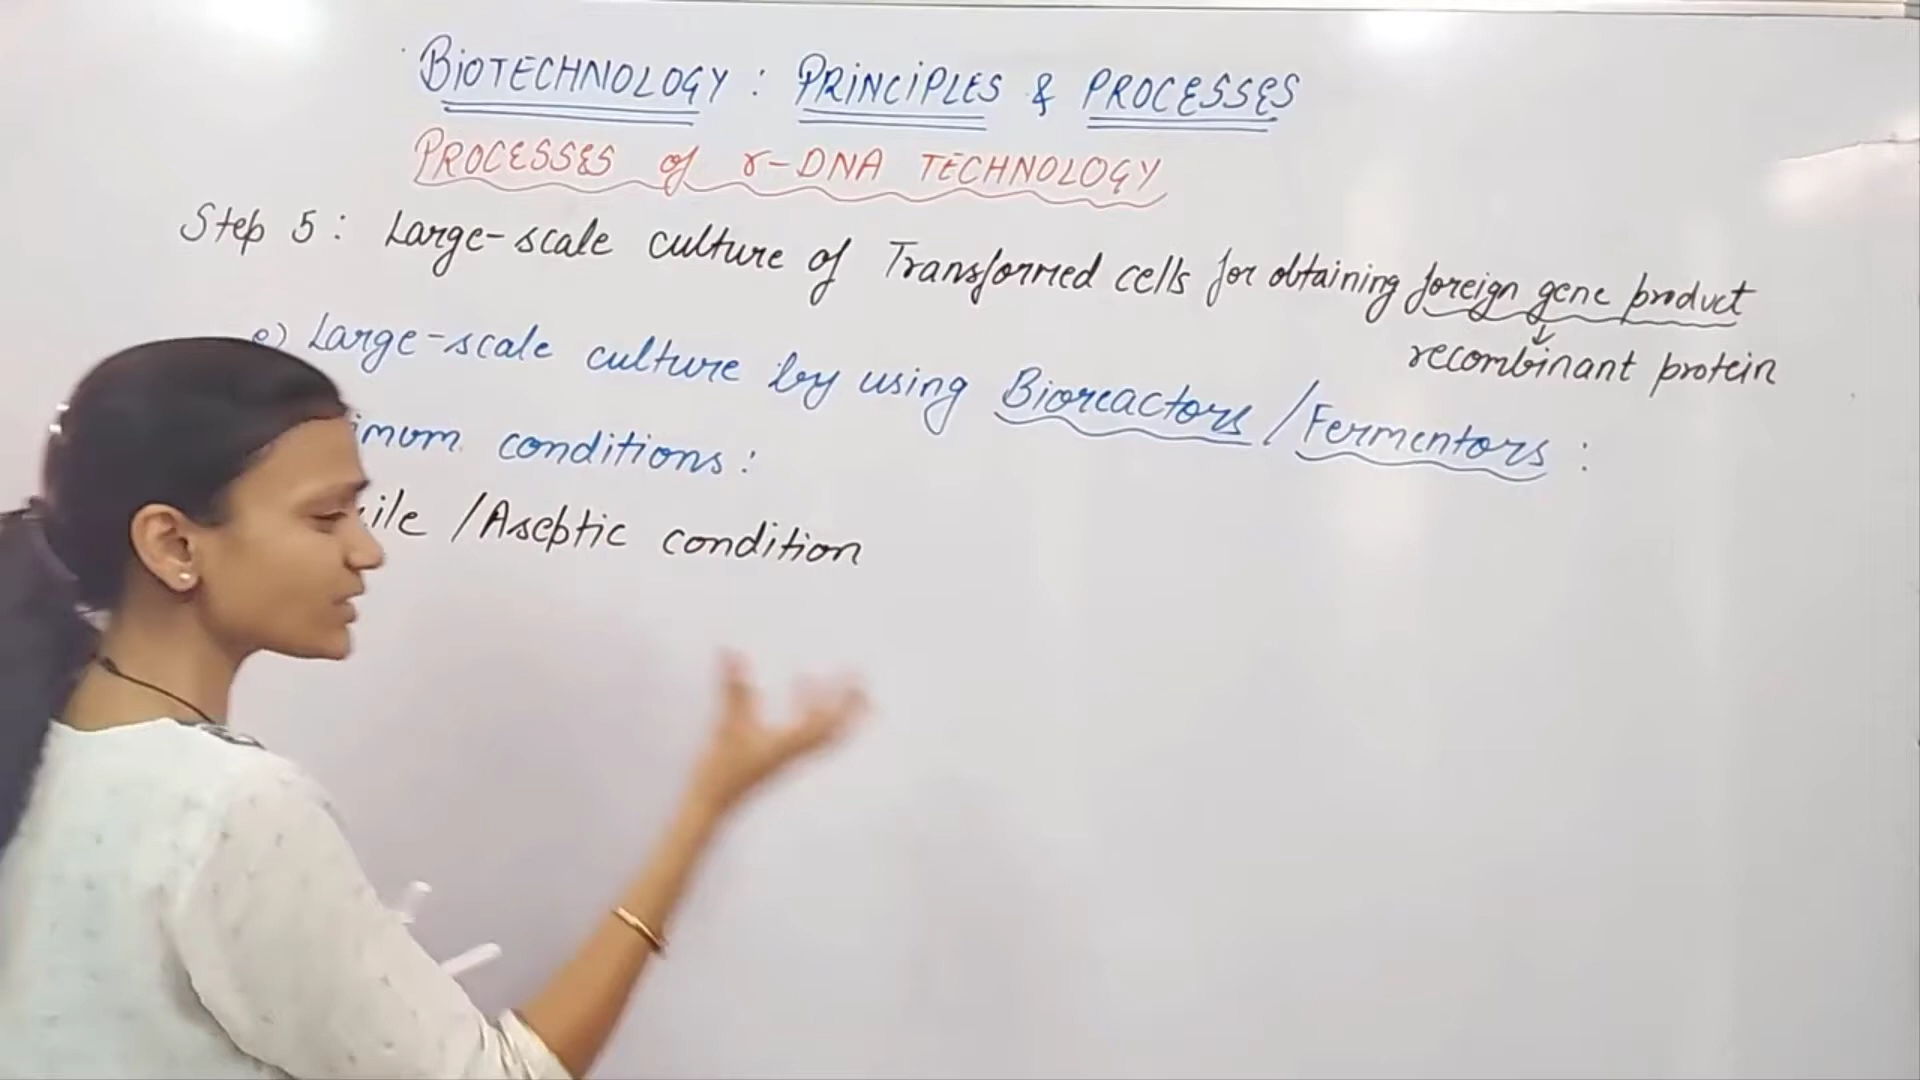 BIOTECHNOLOGY : PRINCIPLES & PROCESSES
PROCESSES of r-DNA TECHNOLOGY
Step 5 : Large-scale culture of Transformed cells for obtaining foreign gene product
↓
recombinant protein
e) Large-scale culture by using Bioreactors / Fermentors :
conditions :
/ Aseptic condition